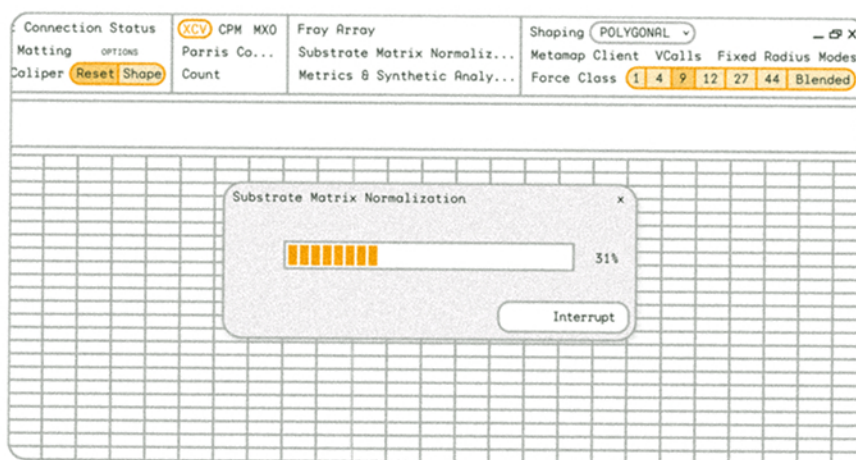 : Connection Status
Matting OPTIONS
Caliper Reset Shape
XCV CPM MXO
Parris Co...
Count
Fray Array
Substrate Matrix Normaliz...
Metrics & Synthetic Analy...
Shaping POLYGONAL
Metamap Client VCalls Fixed Radius Modes
Force Class 1 4 9 12 27 44 Blended
Substrate Matrix Normalization x
31%
Interrupt